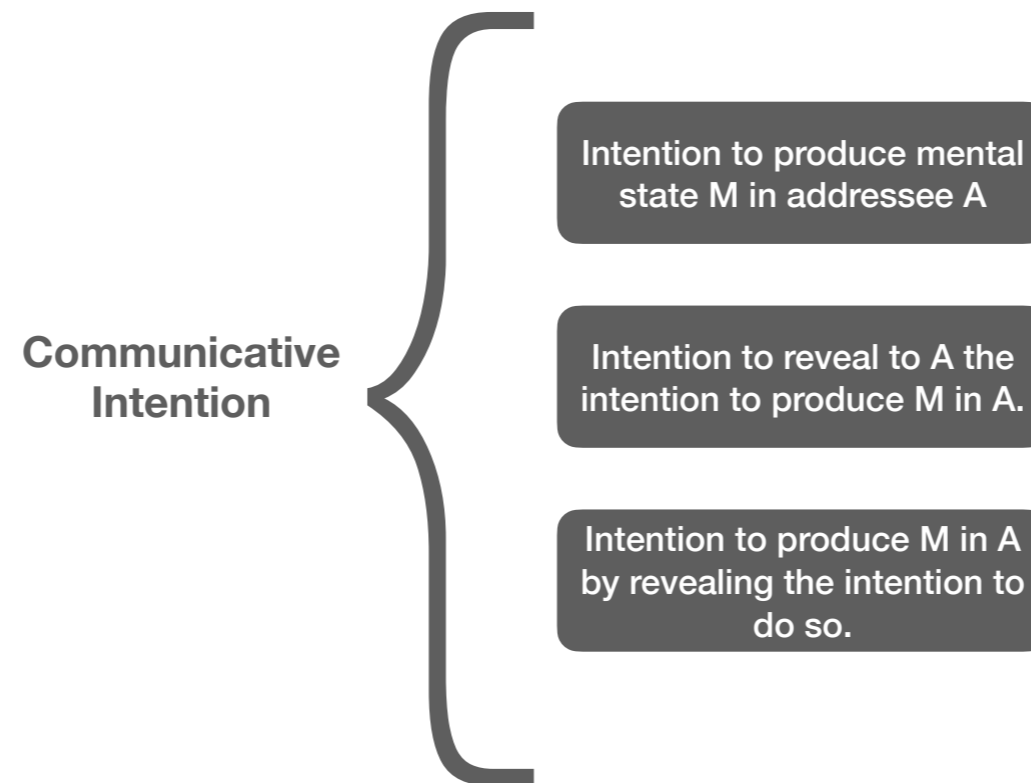 Communicative
Intention
Intention to produce mental
state M in addressee A
Intention to reveal to A the
intention to produce M in A.
Intention to produce M in A
by revealing the intention to
do so.